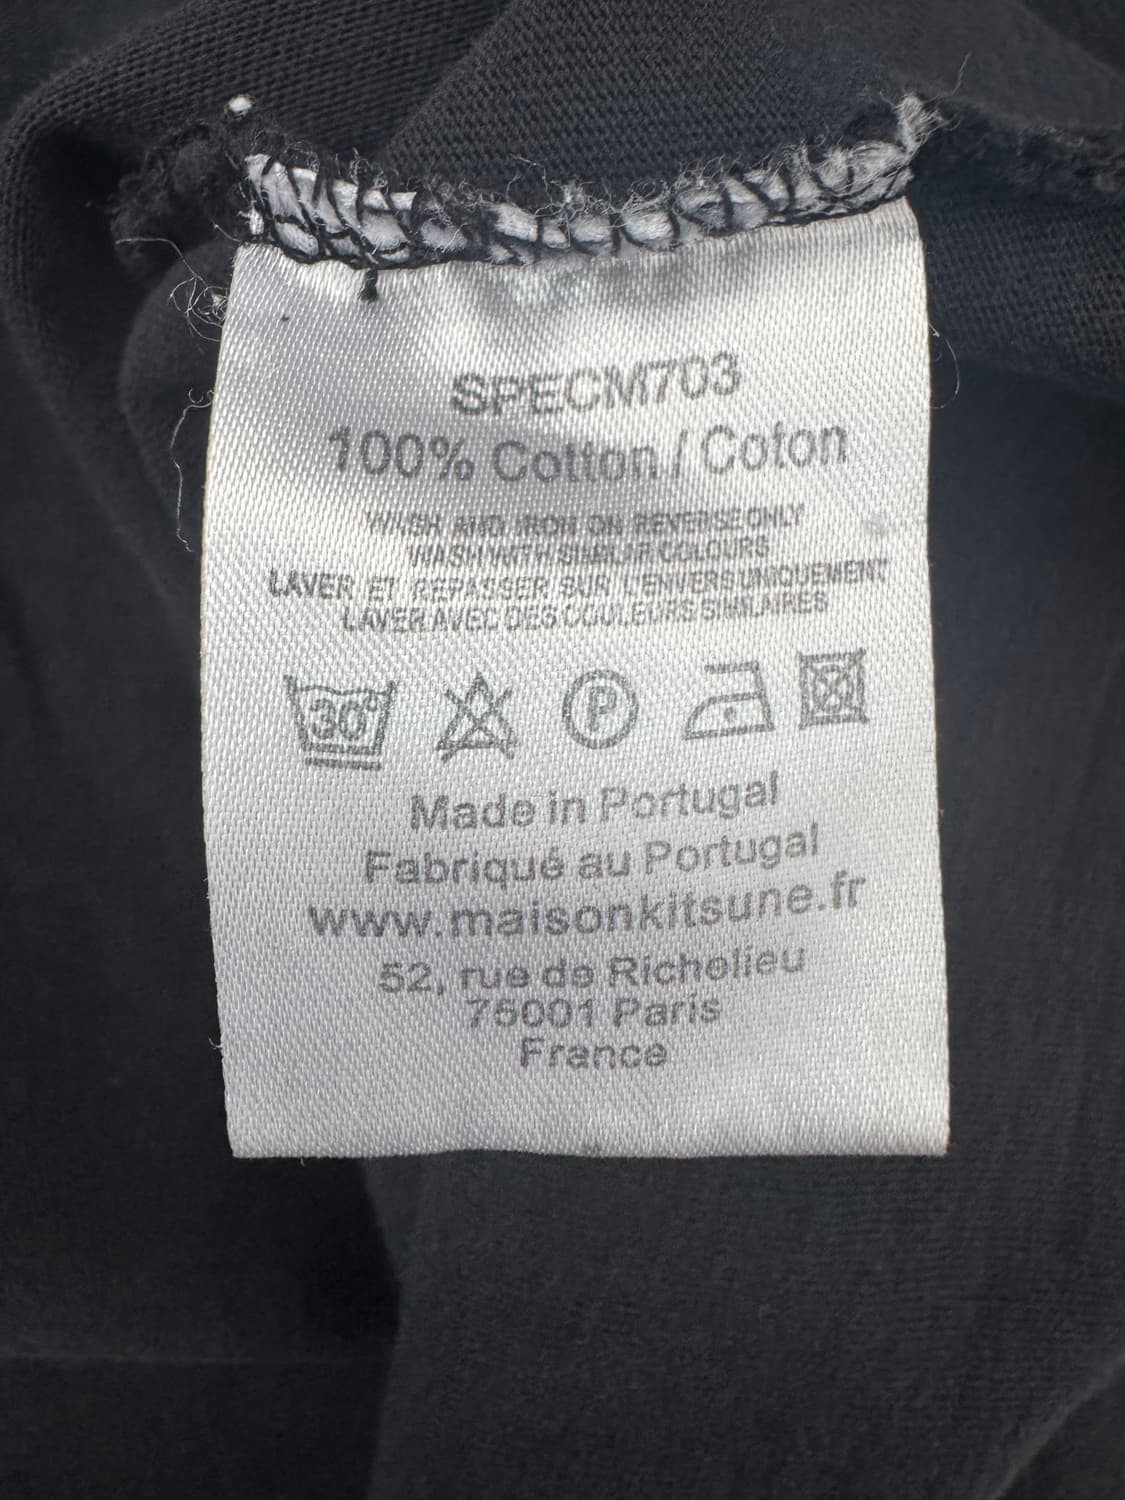 SPECM703
100% Cotton / Coton
WASH AND IRON ON REVERSE ONLY
WASH WITH SIMILAR COLOURS
LAVER ET REPASSER SUR L'ENVERS UNIQUEMENT
LAVER AVEC DES COULEURS SIMILAIRES
30° P
Made in Portugal
Fabriqué au Portugal
www.maisonkitsune.fr
52, rue de Richelieu
75001 Paris
France